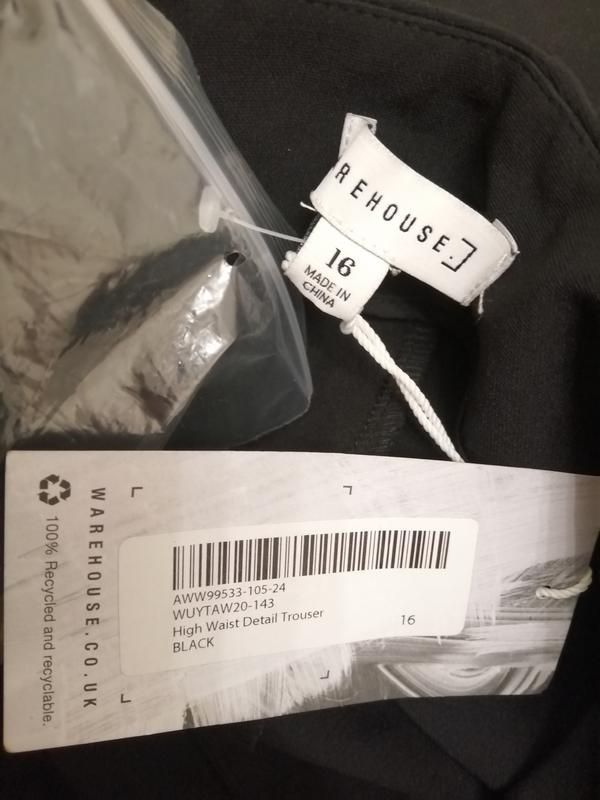 REHOUSE.
16
MADE IN
CHINA
AWW99533-105-24
WUYTAW20-143
High Waist Detail Trouser 16
BLACK
WAREHOUSE.CO.UK
100% Recycled and recyclable.